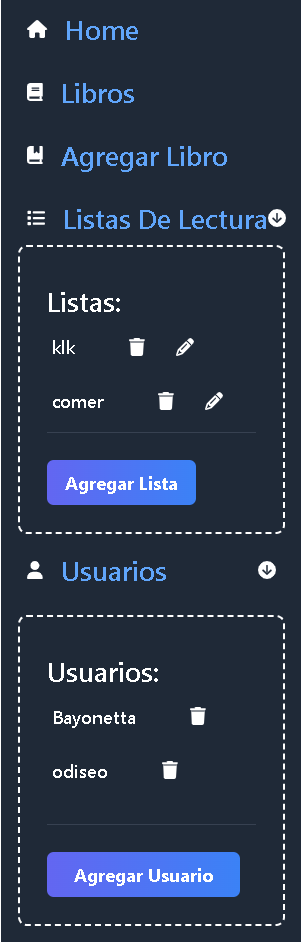 Home
Libros
Agregar Libro
Listas De Lectura
Listas:
klk
comer
Agregar Lista
Usuarios
Usuarios:
Bayonetta
odiseo
Agregar Usuario